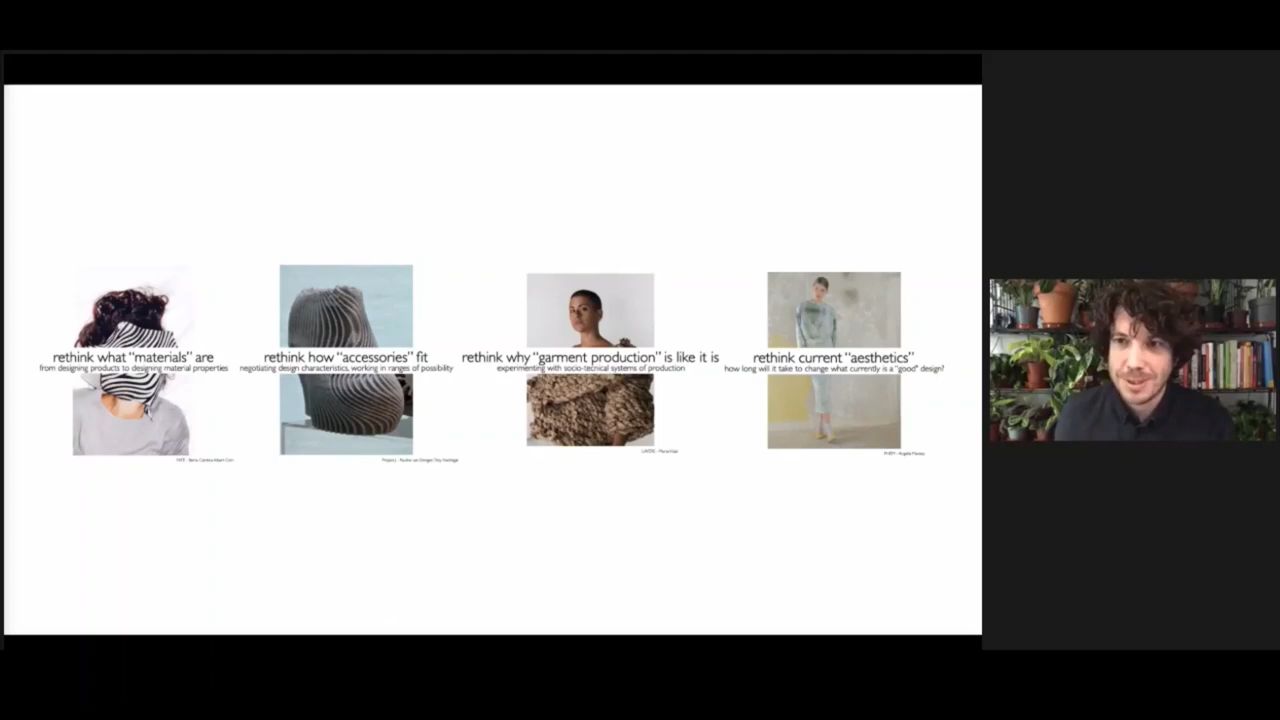 rethink what “materials” are
from designing products to designing material properties
rethink how “accessories” fit
negotiating design characteristics, working in ranges of possibility
rethink why “garment production” is like it is
experimenting with socio-tecnical systems of production
rethink current “aesthetics”
how long will it take to change what currently is a “good” design?